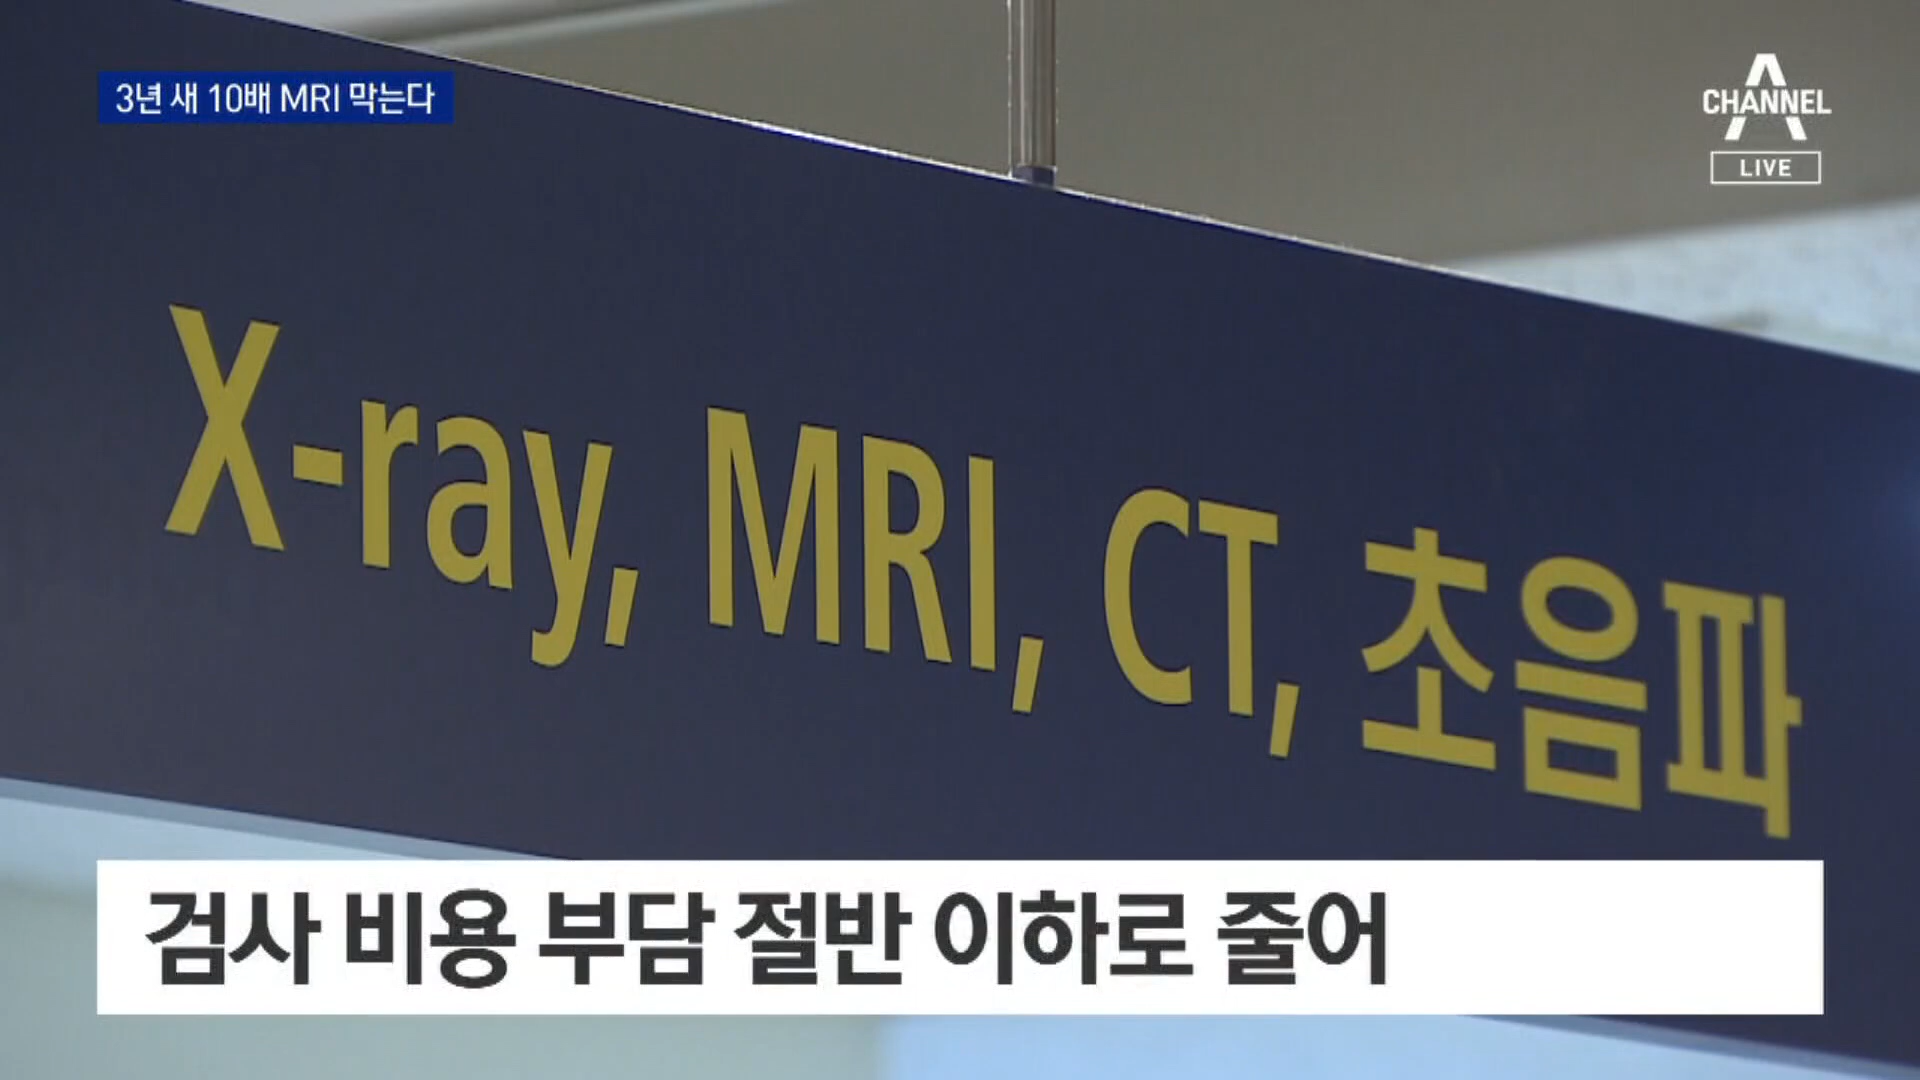 3년 새 10배 MRI 막는다
CHANNEL A
LIVE
X-ray, MRI, CT, 초음파
검사 비용 부담 절반 이하로 줄어